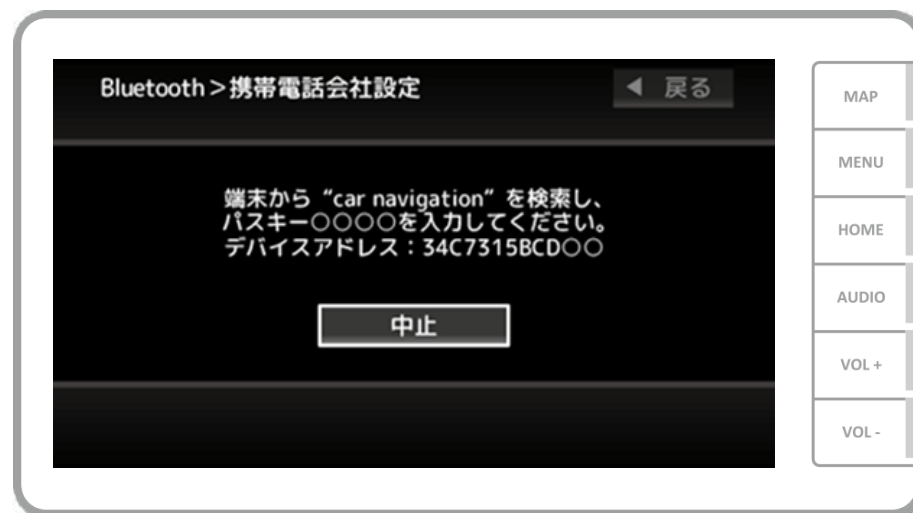 Bluetooth>携帯電話会社設定
◀ 戻る
端末から “car navigation” を検索し、
パスキー○○○○を入力してください。
デバイスアドレス：34C7315BCD○○
中止
MAP
MENU
HOME
AUDIO
VOL +
VOL -